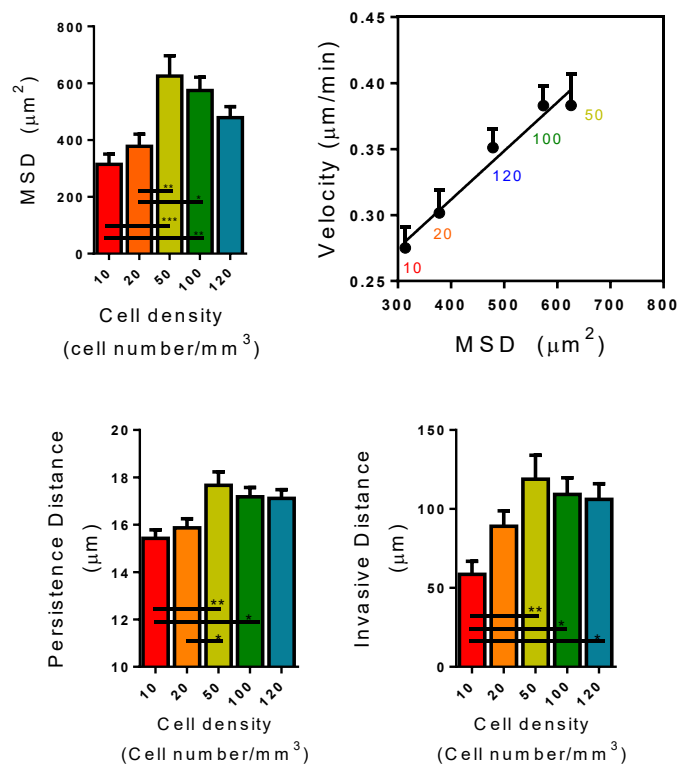 800
600
400
200
0
MSD (μm²)
**
*
***
**
10 20 50 100 120
Cell density
(cell number/mm³)
0.45
0.40
0.35
0.30
0.25
Velocity (μm/min)
50
100
120
20
10
300 400 500 600 700 800
MSD (μm²)
20
18
16
14
12
10
Persistence Distance
(μm)
**
*
*
10 20 50 100 120
Cell density
(Cell number/mm³)
150
100
50
0
Invasive Distance
(μm)
**
*
*
10 20 50 100 120
Cell density
(Cell number/mm³)